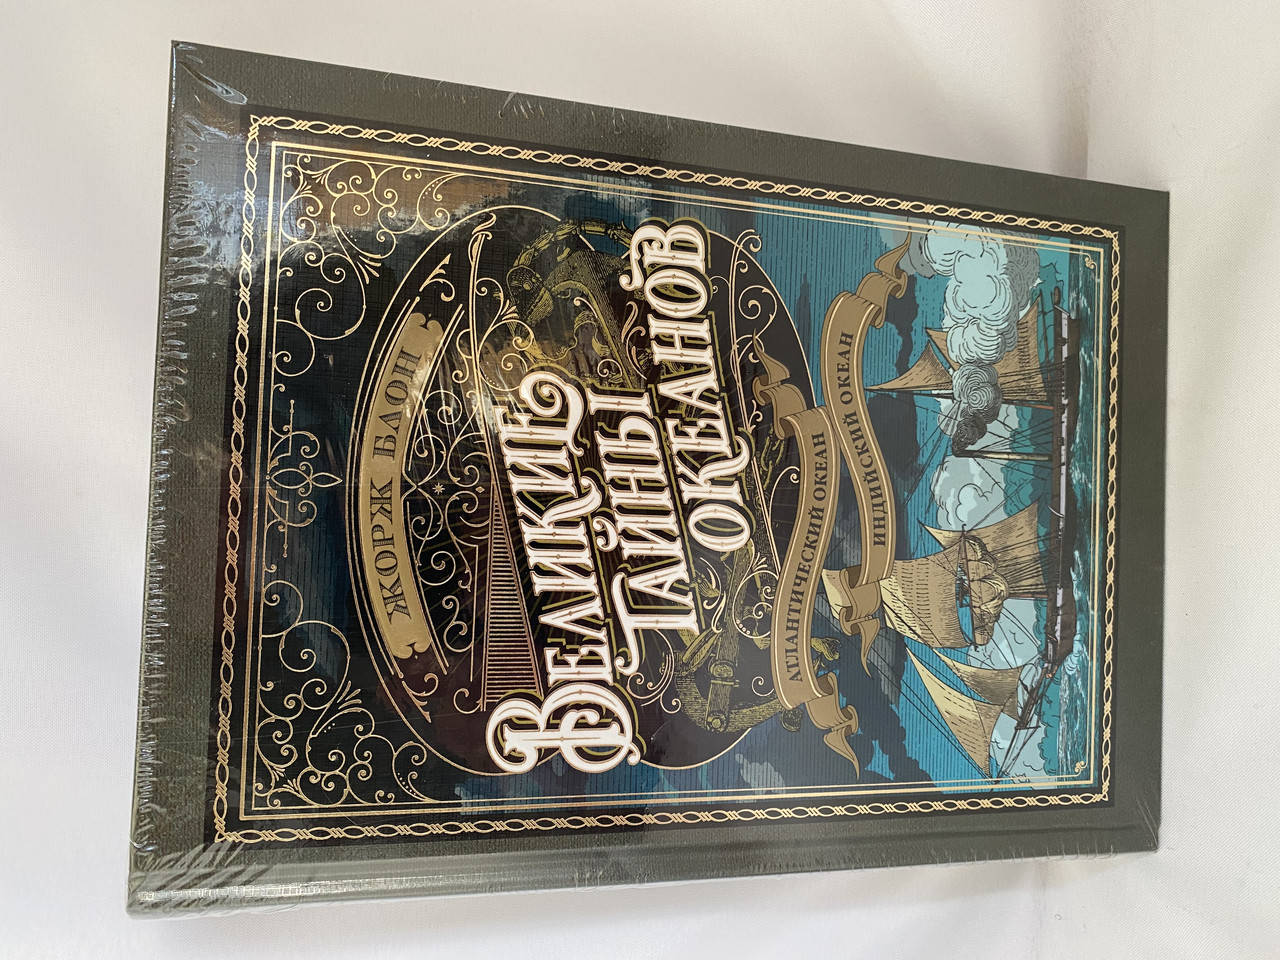 ЖОРЖ БЛОН
ВЕЛИКИЕ
ТАЙНЫ
ОКЕАНОВ
АТЛАНТИЧЕСКИЙ ОКЕАН
ИНДИЙСКИЙ ОКЕАН